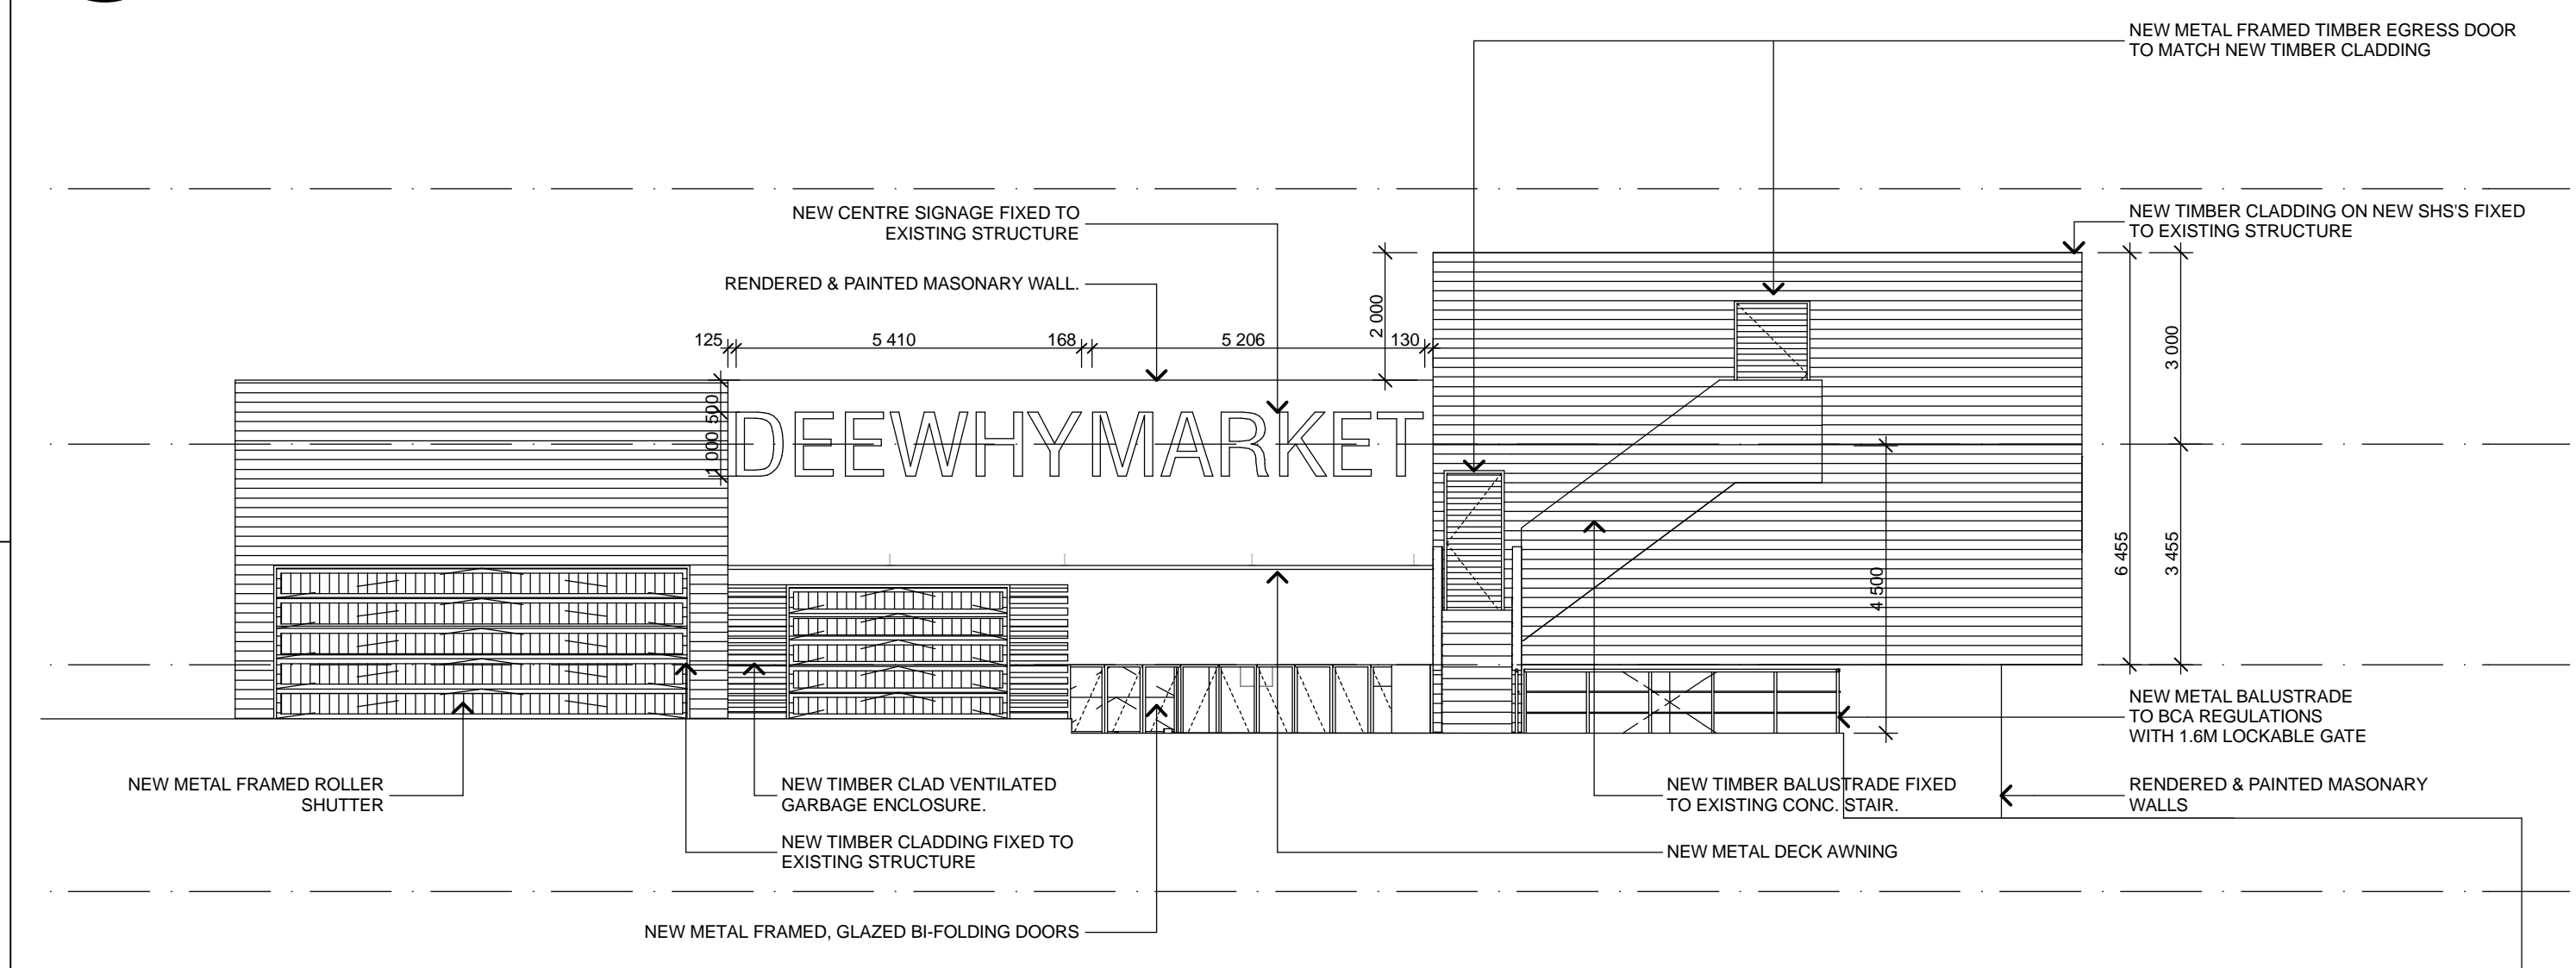 NEW METAL FRAMED TIMBER EGRESS DOOR
TO MATCH NEW TIMBER CLADDING
NEW CENTRE SIGNAGE FIXED TO
EXISTING STRUCTURE
NEW TIMBER CLADDING ON NEW SHS'S FIXED
TO EXISTING STRUCTURE
RENDERED & PAINTED MASONARY WALL.
125
5 410
168
5 206
130
2 000
3 000
500
1 000
DEEWHYMARKET
6 455
3 455
4 500
NEW METAL BALUSTRADE
TO BCA REGULATIONS
WITH 1.6M LOCKABLE GATE
NEW METAL FRAMED ROLLER
SHUTTER
NEW TIMBER CLAD VENTILATED
GARBAGE ENCLOSURE.
NEW TIMBER BALUSTRADE FIXED
TO EXISTING CONC. STAIR.
RENDERED & PAINTED MASONARY
WALLS
NEW TIMBER CLADDING FIXED TO
EXISTING STRUCTURE
NEW METAL DECK AWNING
NEW METAL FRAMED, GLAZED BI-FOLDING DOORS